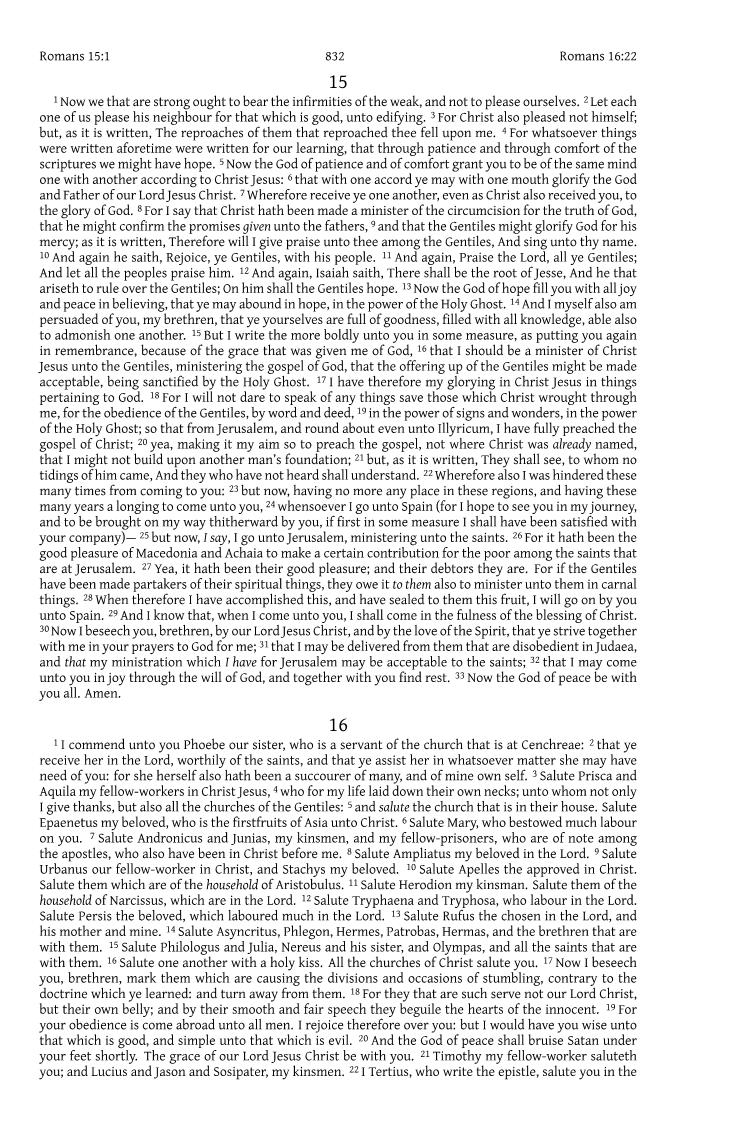 Romans 15:1 832 Romans 16:22
15
1 Now we that are strong ought to bear the infirmities of the weak, and not to please ourselves. 2 Let each
one of us please his neighbour for that which is good, unto edifying. 3 For Christ also pleased not himself;
but, as it is written, The reproaches of them that reproached thee fell upon me. 4 For whatsoever things
were written aforetime were written for our learning, that through patience and through comfort of the
scriptures we might have hope. 5 Now the God of patience and of comfort grant you to be of the same mind
one with another according to Christ Jesus: 6 that with one accord ye may with one mouth glorify the God
and Father of our Lord Jesus Christ. 7 Wherefore receive ye one another, even as Christ also received you, to
the glory of God. 8 For I say that Christ hath been made a minister of the circumcision for the truth of God,
that he might confirm the promises given unto the fathers, 9 and that the Gentiles might glorify God for his
mercy; as it is written, Therefore will I give praise unto thee among the Gentiles, And sing unto thy name.
10 And again he saith, Rejoice, ye Gentiles, with his people. 11 And again, Praise the Lord, all ye Gentiles;
And let all the peoples praise him. 12 And again, Isaiah saith, There shall be the root of Jesse, And he that
ariseth to rule over the Gentiles; On him shall the Gentiles hope. 13 Now the God of hope fill you with all joy
and peace in believing, that ye may abound in hope, in the power of the Holy Ghost. 14 And I myself also am
persuaded of you, my brethren, that ye yourselves are full of goodness, filled with all knowledge, able also
to admonish one another. 15 But I write the more boldly unto you in some measure, as putting you again
in remembrance, because of the grace that was given me of God, 16 that I should be a minister of Christ
Jesus unto the Gentiles, ministering the gospel of God, that the offering up of the Gentiles might be made
acceptable, being sanctified by the Holy Ghost. 17 I have therefore my glorying in Christ Jesus in things
pertaining to God. 18 For I will not dare to speak of any things save those which Christ wrought through
me, for the obedience of the Gentiles, by word and deed, 19 in the power of signs and wonders, in the power
of the Holy Ghost; so that from Jerusalem, and round about even unto Illyricum, I have fully preached the
gospel of Christ; 20 yea, making it my aim so to preach the gospel, not where Christ was already named,
that I might not build upon another man's foundation; 21 but, as it is written, They shall see, to whom no
tidings of him came, And they who have not heard shall understand. 22 Wherefore also I was hindered these
many times from coming to you: 23 but now, having no more any place in these regions, and having these
many years a longing to come unto you, 24 whensoever I go unto Spain (for I hope to see you in my journey,
and to be brought on my way thitherward by you, if first in some measure I shall have been satisfied with
your company)— 25 but now, I say, I go unto Jerusalem, ministering unto the saints. 26 For it hath been the
good pleasure of Macedonia and Achaia to make a certain contribution for the poor among the saints that
are at Jerusalem. 27 Yea, it hath been their good pleasure; and their debtors they are. For if the Gentiles
have been made partakers of their spiritual things, they owe it to them also to minister unto them in carnal
things. 28 When therefore I have accomplished this, and have sealed to them this fruit, I will go on by you
unto Spain. 29 And I know that, when I come unto you, I shall come in the fulness of the blessing of Christ.
30 Now I beseech you, brethren, by our Lord Jesus Christ, and by the love of the Spirit, that ye strive together
with me in your prayers to God for me; 31 that I may be delivered from them that are disobedient in Judaea,
and that my ministration which I have for Jerusalem may be acceptable to the saints; 32 that I may come
unto you in joy through the will of God, and together with you find rest. 33 Now the God of peace be with
you all. Amen.
16
1 I commend unto you Phoebe our sister, who is a servant of the church that is at Cenchreae: 2 that ye
receive her in the Lord, worthily of the saints, and that ye assist her in whatsoever matter she may have
need of you: for she herself also hath been a succourer of many, and of mine own self. 3 Salute Prisca and
Aquila my fellow-workers in Christ Jesus, 4 who for my life laid down their own necks; unto whom not only
I give thanks, but also all the churches of the Gentiles: 5 and salute the church that is in their house. Salute
Epaenetus my beloved, who is the firstfruits of Asia unto Christ. 6 Salute Mary, who bestowed much labour
on you. 7 Salute Andronicus and Junias, my kinsmen, and my fellow-prisoners, who are of note among
the apostles, who also have been in Christ before me. 8 Salute Ampliatus my beloved in the Lord. 9 Salute
Urbanus our fellow-worker in Christ, and Stachys my beloved. 10 Salute Apelles the approved in Christ.
Salute them which are of the household of Aristobulus. 11 Salute Herodion my kinsman. Salute them of the
household of Narcissus, which are in the Lord. 12 Salute Tryphaena and Tryphosa, who labour in the Lord.
Salute Persis the beloved, which laboured much in the Lord. 13 Salute Rufus the chosen in the Lord, and
his mother and mine. 14 Salute Asyncritus, Phlegon, Hermes, Patrobas, Hermas, and the brethren that are
with them. 15 Salute Philologus and Julia, Nereus and his sister, and Olympas, and all the saints that are
with them. 16 Salute one another with a holy kiss. All the churches of Christ salute you. 17 Now I beseech
you, brethren, mark them which are causing the divisions and occasions of stumbling, contrary to the
doctrine which ye learned: and turn away from them. 18 For they that are such serve not our Lord Christ,
but their own belly; and by their smooth and fair speech they beguile the hearts of the innocent. 19 For
your obedience is come abroad unto all men. I rejoice therefore over you: but I would have you wise unto
that which is good, and simple unto that which is evil. 20 And the God of peace shall bruise Satan under
your feet shortly. The grace of our Lord Jesus Christ be with you. 21 Timothy my fellow-worker saluteth
you; and Lucius and Jason and Sosipater, my kinsmen. 22 I Tertius, who write the epistle, salute you in the